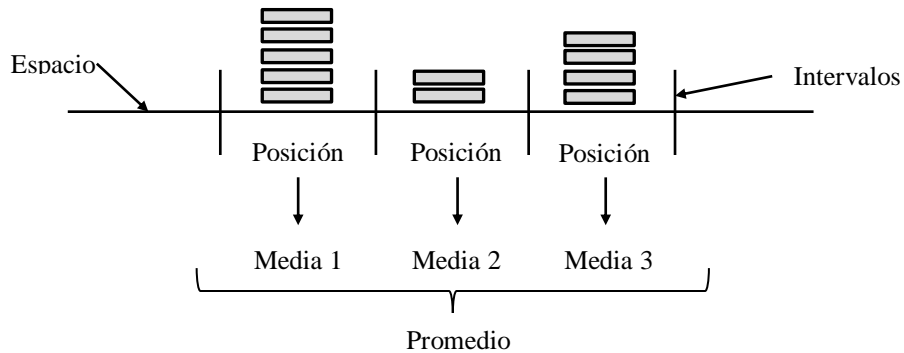 Espacio
Intervalos
Posición Posición Posición
Media 1 Media 2 Media 3
Promedio